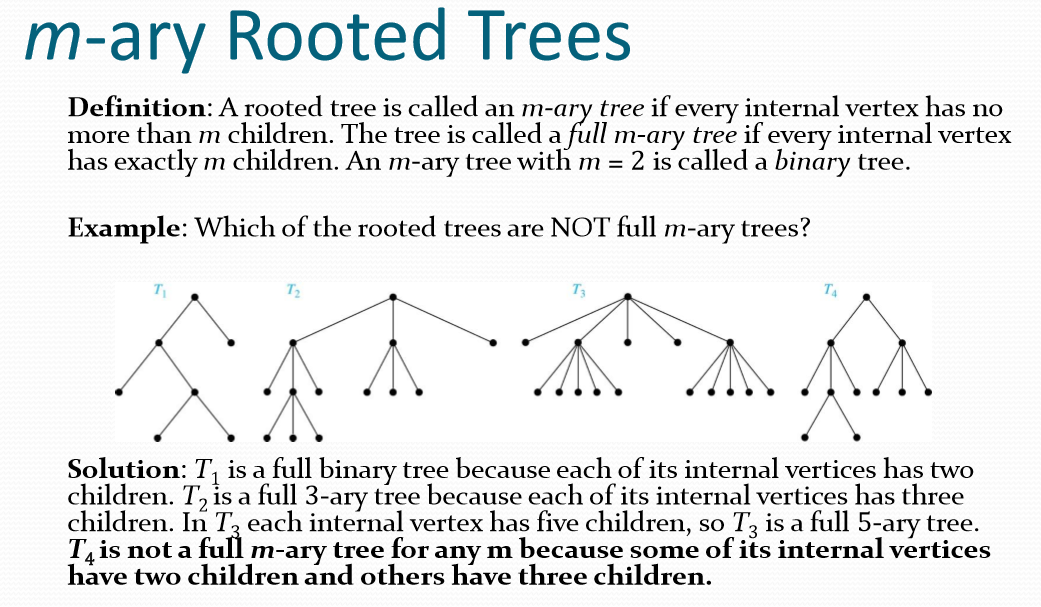 m-ary Rooted Trees
Definition: A rooted tree is called an m-ary tree if every internal vertex has no
more than m children. The tree is called a full m-ary tree if every internal vertex
has exactly m children. An m-ary tree with m = 2 is called a binary tree.
Example: Which of the rooted trees are NOT full m-ary trees?
T₁ T₂ T₃ T₄
Solution: T₁ is a full binary tree because each of its internal vertices has two
children. T₂ is a full 3-ary tree because each of its internal vertices has three
children. In T₃ each internal vertex has five children, so T₃ is a full 5-ary tree.
T₄ is not a full m-ary tree for any m because some of its internal vertices
have two children and others have three children.